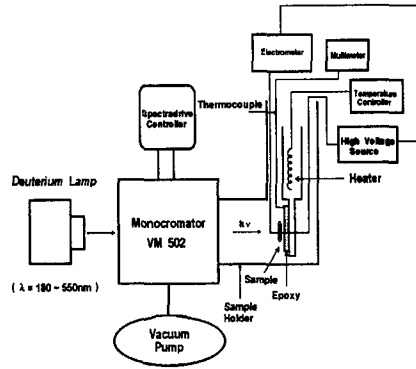 Electrometer
Multimeter
Temperature
Controller
Thermocouple
Spectradrive
Controller
High Voltage
Source
Heater
Deuterium Lamp
Monocromator
VM 502
hν
( λ = 180 ~ 550nm )
Sample
Epoxy
Sample
Holder
Vacuum
Pump